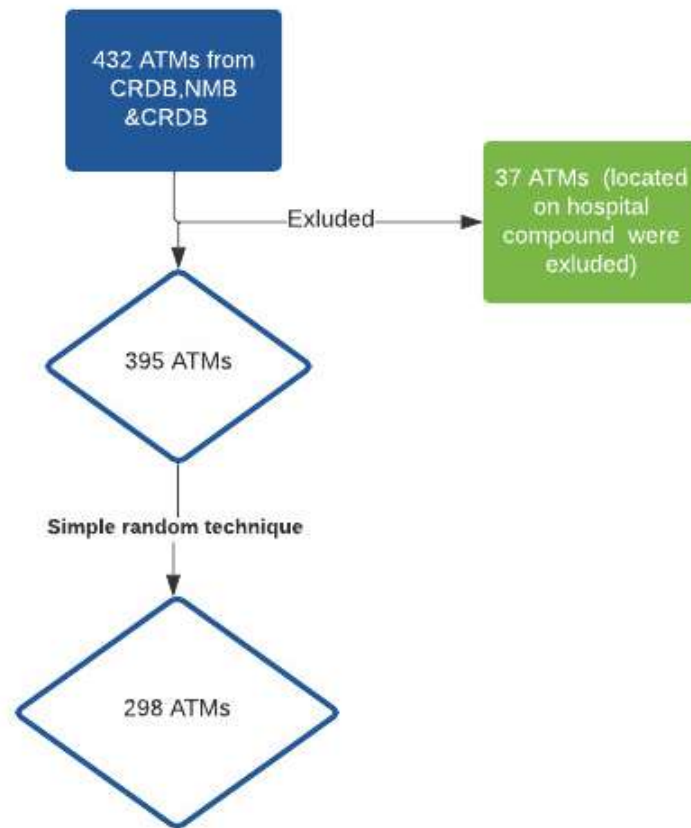 432 ATMs from
CRDB,NMB
&CRDB
Exluded
37 ATMs (located
on hospital
compound were
exluded)
395 ATMs
Simple random technique
298 ATMs